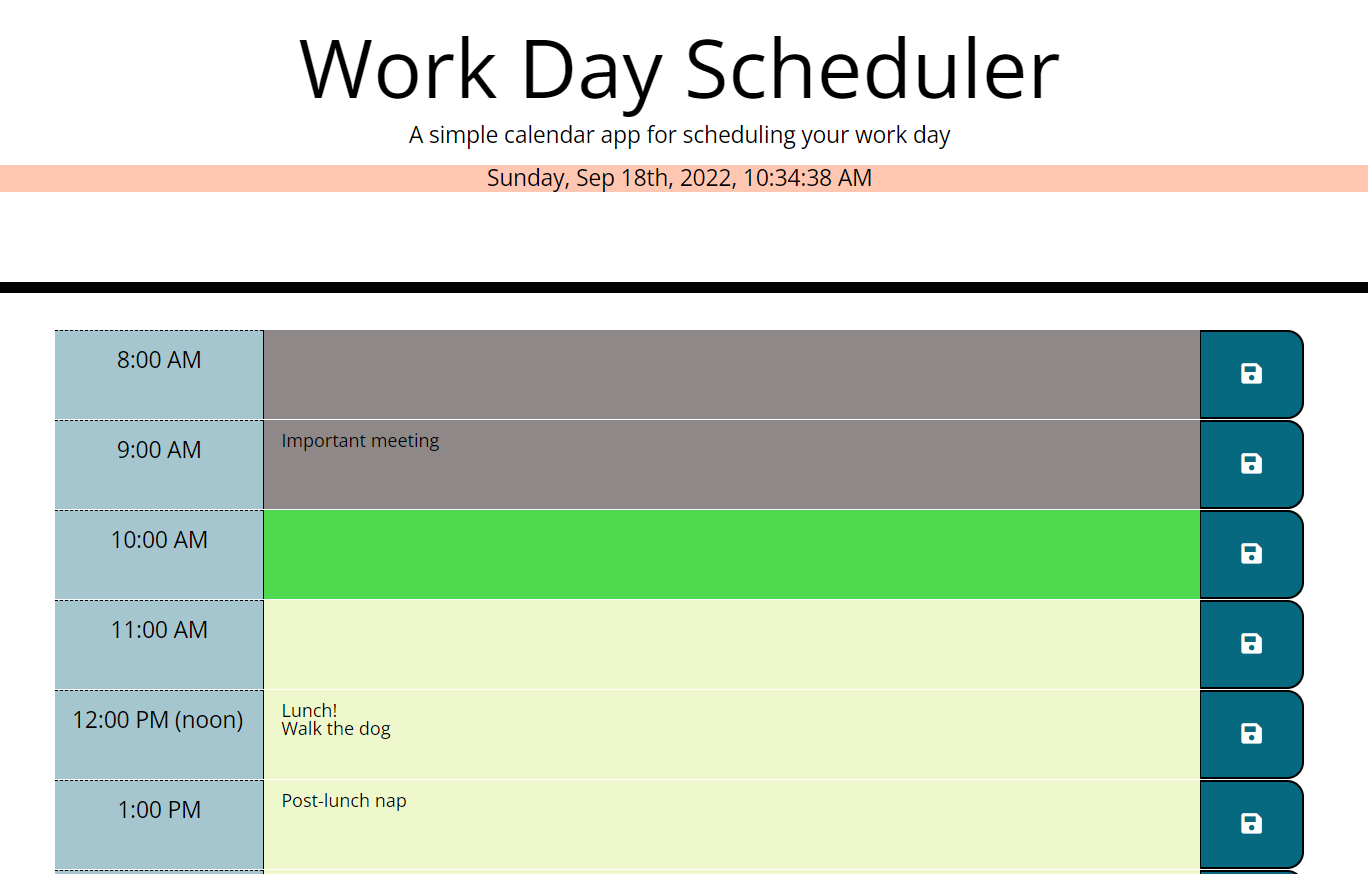 Work Day Scheduler
A simple calendar app for scheduling your work day
Sunday, Sep 18th, 2022, 10:34:38 AM
8:00 AM
9:00 AM
Important meeting
10:00 AM
11:00 AM
12:00 PM (noon)
Lunch!
Walk the dog
1:00 PM
Post-lunch nap